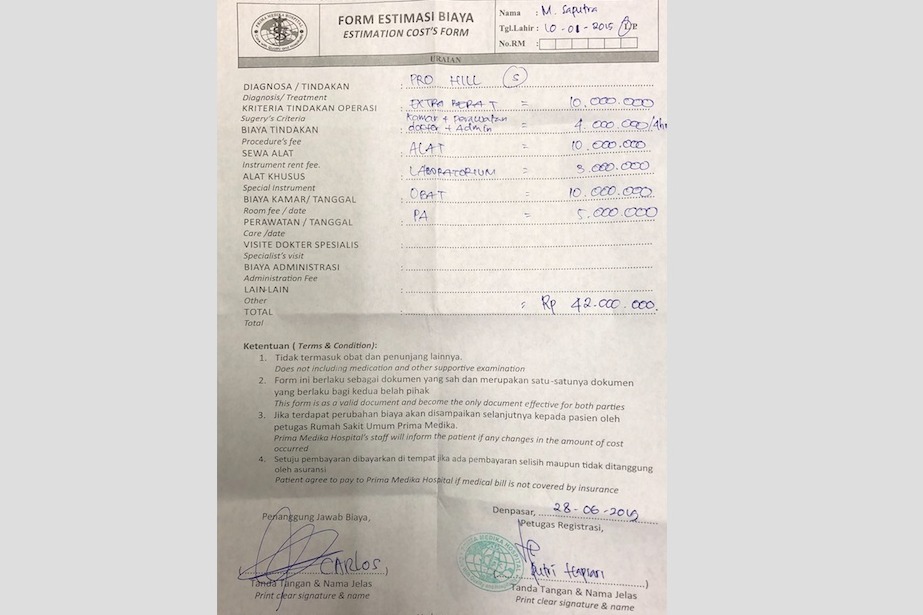 PRIMA MEDIKA HOSPITAL
FORM ESTIMASI BIAYA
ESTIMATION COST'S FORM
Nama : M. Saputra
Tgl.Lahir : 10-01-2015 L/P
No.RM :
URAIAN
DIAGNOSA / TINDAKAN : PRO HILL (S)
Diagnosis/ Treatment
KRITERIA TINDAKAN OPERASI : EXTRA BERAT = 10.000.000
Sugery's Criteria kamar + perawatan
BIAYA TINDAKAN : dokter + Admin = 4.000.000/4hr
Procedure's fee
SEWA ALAT : ALAT = 10.000.000
Instrument rent fee.
ALAT KHUSUS : LABORATORIUM = 3.000.000
Special Instrument
BIAYA KAMAR/ TANGGAL : OBAT = 10.000.000
Room fee / date
PERAWATAN / TANGGAL : PA = 5.000.000
Care /date
VISITE DOKTER SPESIALIS :
Specialist's visit
BIAYA ADMINISTRASI :
Administration Fee
LAIN-LAIN :
Other
TOTAL : = Rp 42.000.000.
Total
Ketentuan ( Terms & Condition):
1. Tidak termasuk obat dan penunjang lainnya.
Does not including medication and other supportive examination
2. Form ini berlaku sebagai dokumen yang sah dan merupakan satu-satunya dokumen
yang berlaku bagi kedua belah pihak
This form is as a valid document and become the only document effective for both parties
3. Jika terdapat perubahan biaya akan disampaikan selanjutnya kepada pasien oleh
petugas Rumah Sakit Umum Prima Medika.
Prima Medika Hospital's staff will inform the patient if any changes in the amount of cost
occurred
4. Setuju pembayaran dibayarkan di tempat jika ada pembayaran selisih maupun tidak ditanggung
oleh asuransi
Patient agree to pay to Prima Medika Hospital if medical bill is not covered by insurance
Denpasar, 28-06-2019
Penanggung Jawab Biaya,
Petugas Registrasi,
PRIMA MEDIKA HOSPITAL
CARLOS
Putri Hapsari
Tanda Tangan & Nama Jelas
Print clear signature & name
Tanda Tangan & Nama Jelas
Print clear signature & name